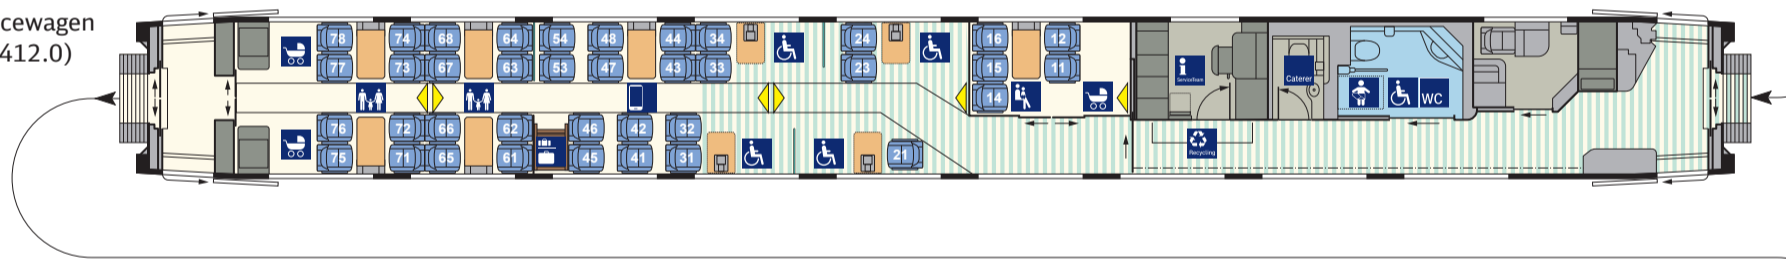 cewagen
412.0)
78 74 68 64 54 48 44 34 24 16 12
77 73 67 63 53 47 43 33 23 15 11
14
i
ServiceTeam
Caterer
WC
76 72 66 62 46 42 32
75 71 65 61 45 41 31 21
Recycling